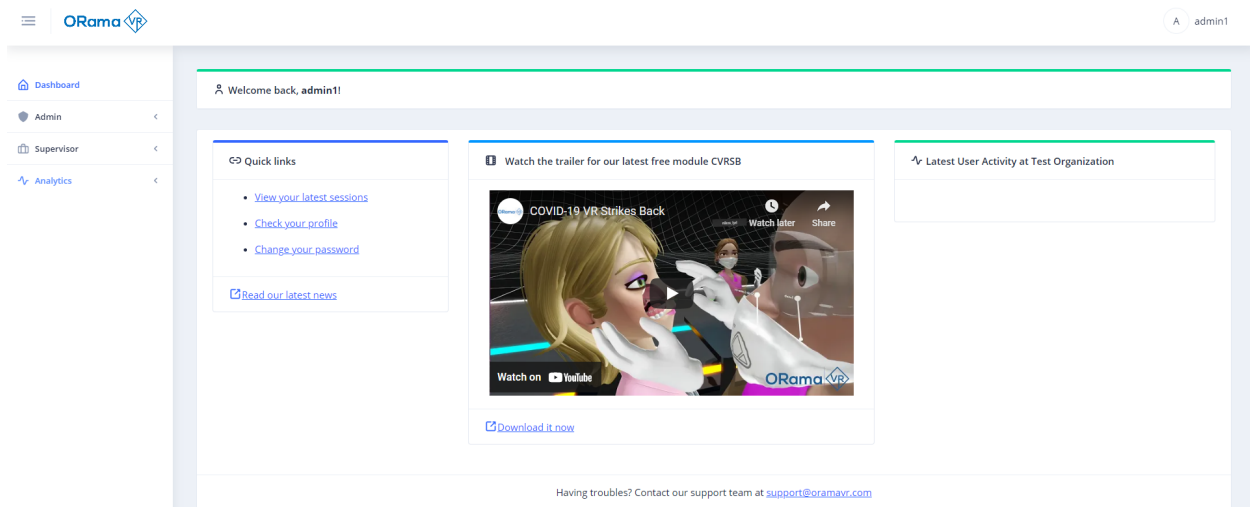 ORama VR
A admin1
Dashboard
Admin
Supervisor
Analytics
Welcome back, admin1!
Quick links
View your latest sessions
Check your profile
Change your password
Read our latest news
Watch the trailer for our latest free module CVRSB
COVID-19 VR Strikes Back
Watch later
Share
Watch on YouTube
ORama VR
Download it now
Latest User Activity at Test Organization
Having troubles? Contact our support team at support@oramavr.com